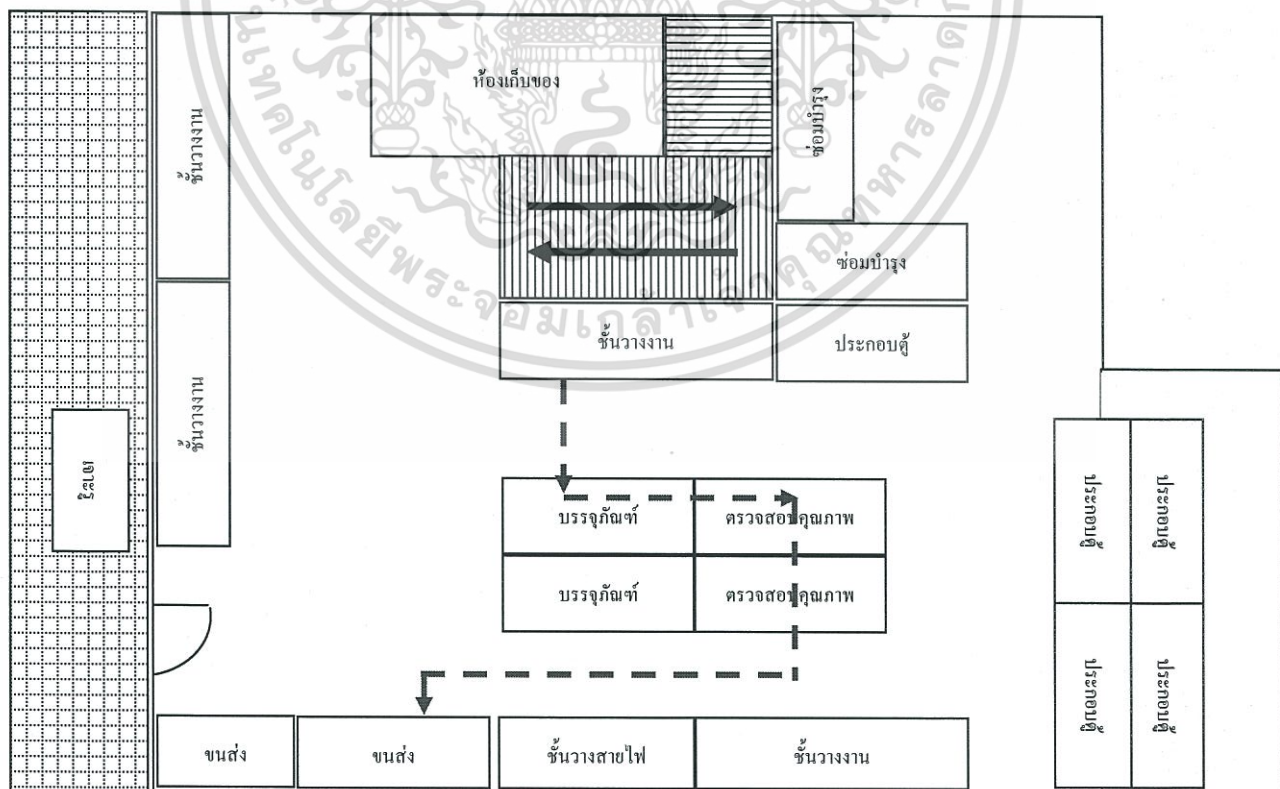 ห้องเก็บของ
ซ่อมบำรุง
ชั้นวางงาน
ซ่อมบำรุง
ชั้นวางงาน
ประกอบตู้
ชั้นวางงาน
เจาะรู
ประกอบตู้
ประกอบตู้
บรรจุภัณฑ์
ตรวจสอบคุณภาพ
บรรจุภัณฑ์
ตรวจสอบคุณภาพ
ประกอบตู้
ประกอบตู้
ขนส่ง
ขนส่ง
ชั้นวางสายไฟ
ชั้นวางงาน